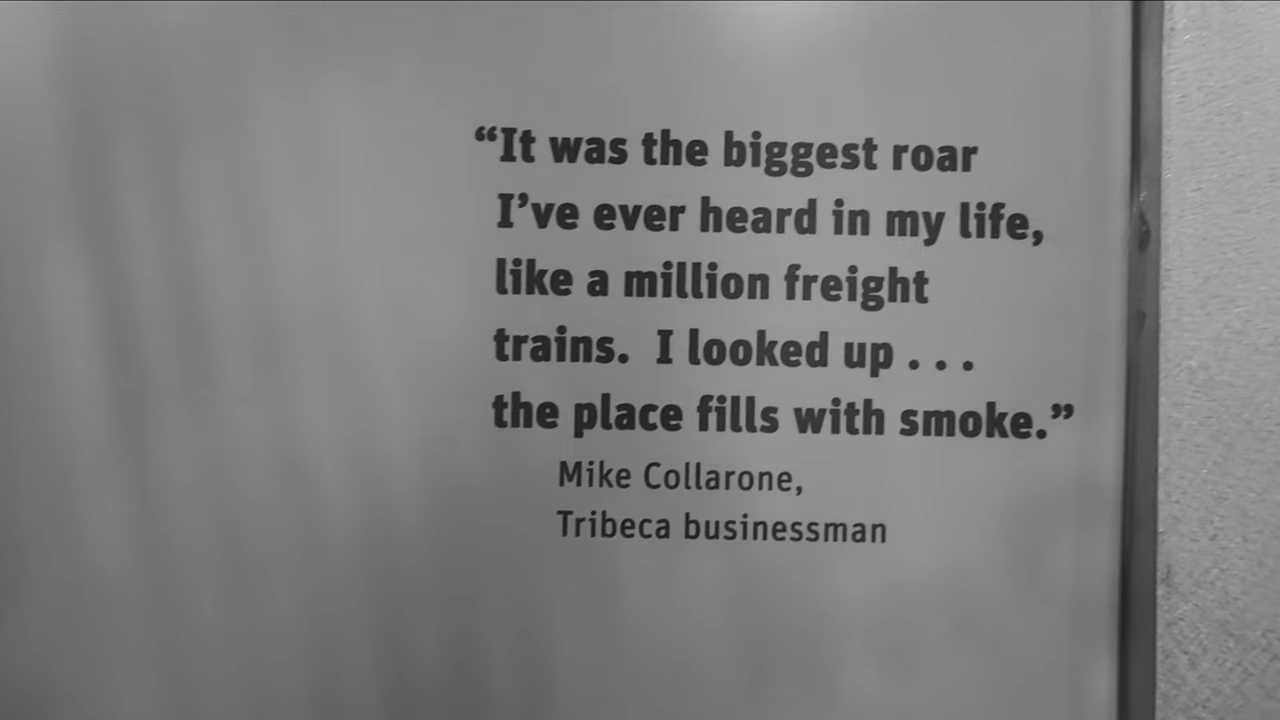 “It was the biggest roar
I’ve ever heard in my life,
like a million freight
trains.  I looked up . . .
the place fills with smoke.”
Mike Collarone,
Tribeca businessman